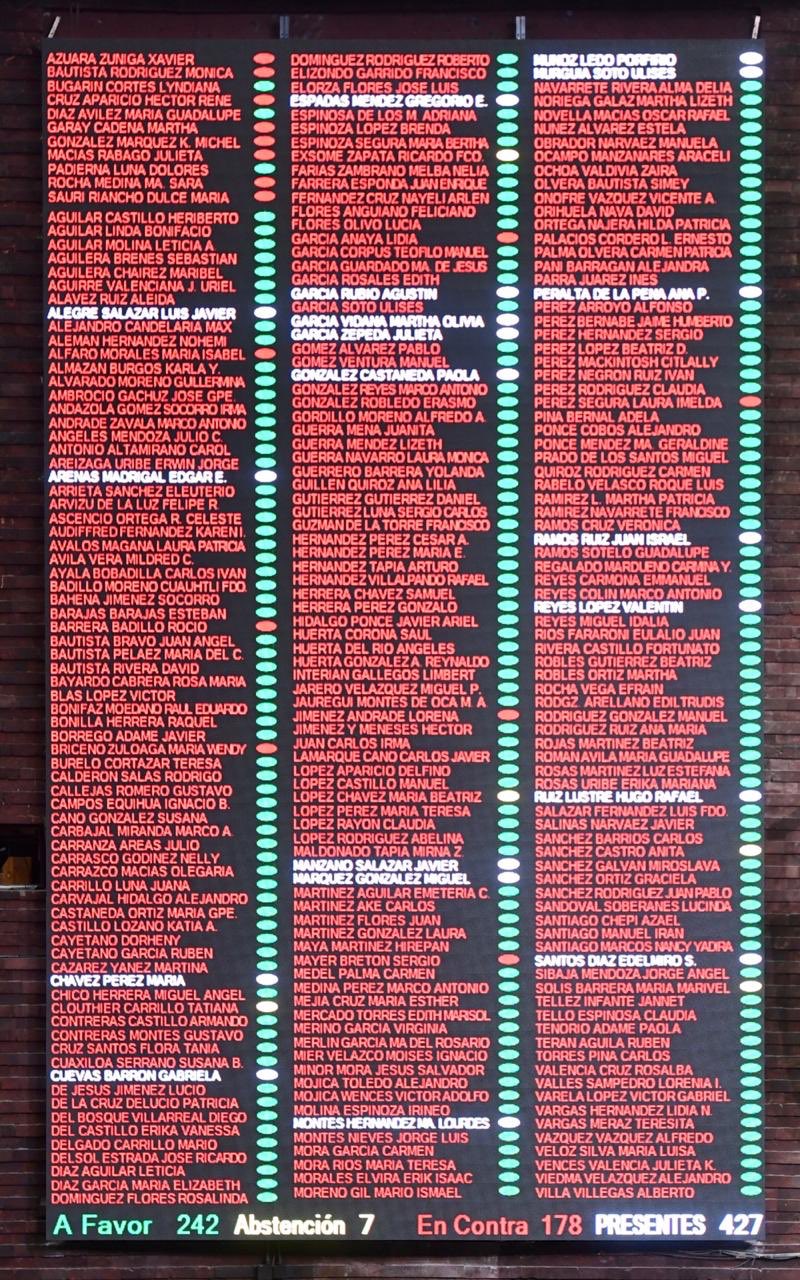 AZUARA ZUNIGA XAVIER
BAUTISTA RODRIGUEZ MONICA
BUGARIN CORTES LYNDIANA
CRUZ APARICIO HECTOR RENE
DIAZ AVILEZ MARIA GUADALUPE
GARAY CADENA MARTHA
GONZALEZ MARQUEZ K. MICHEL
MACIAS RABAGO JULIETA
PADIERNA LUNA DOLORES
ROCHA MEDINA MA. SARA
SAURI RIANCHO DULCE MARIA
AGUILAR CASTILLO HERIBERTO
AGUILAR LINDA BONIFACIO
AGUILAR MOLINA LETICIA A.
AGUILERA BRENES SEBASTIAN
AGUILERA CHAIREZ MARIBEL
AGUIRRE VALENCIANA J. URIEL
ALAVEZ RUIZ ALEIDA
ALEGRE SALAZAR LUIS JAVIER
ALEJANDRO CANDELARIA MAX
ALEMAN HERNANDEZ NOHEMI
ALFARO MORALES MARIA ISABEL
ALMAZAN BURGOS KARLA Y.
ALVARADO MORENO GUILLERMINA
AMBROCIO GACHUZ JOSE GPE.
ANDAZOLA GOMEZ SOCORRO IRMA
ANDRADE ZAVALA MARCO ANTONIO
ANGELES MENDOZA JULIO C.
ANTONIO ALTAMIRANO CAROL
AREIZAGA URIBE ERWIN JORGE
ARENAS MADRIGAL EDGAR E.
ARRIETA SANCHEZ ELEUTERIO
ARVIZU DE LA LUZ FELIPE R.
ASCENCIO ORTEGA R. CELESTE
AUDIFFRED FERNANDEZ KAREN I.
AVALOS MAGANA LAURA PATRICIA
AVILA VERA MILDRED C.
AYALA BOBADILLA CARLOS IVAN
BADILLO MORENO CUAUHTLI FDO.
BAHENA JIMENEZ SOCORRO
BARAJAS BARAJAS ESTEBAN
BARRERA BADILLO ROCIO
BAUTISTA BRAVO JUAN ANGEL
BAUTISTA PELAEZ MARIA DEL C.
BAUTISTA RIVERA DAVID
BAYARDO CABRERA ROSA MARIA
BLAS LOPEZ VICTOR
BONIFAZ MOEDANO RAUL EDUARDO
BONILLA HERRERA RAQUEL
BORREGO ADAME JAVIER
BRICENO ZULOAGA MARIA WENDY
BURELO CORTAZAR TERESA
CALDERON SALAS RODRIGO
CALLEJAS ROMERO GUSTAVO
CAMPOS EQUIHUA IGNACIO B.
CANO GONZALEZ SUSANA
CARBAJAL MIRANDA MARCO A.
CARRANZA AREAS JULIO
CARRASCO GODINEZ NELLY
CARRAZCO MACIAS OLEGARIA
CARRILLO LUNA JUANA
CARVAJAL HIDALGO ALEJANDRO
CASTANEDA ORTIZ MARIA GPE.
CASTILLO LOZANO KATIA A.
CAYETANO DORHENY
CAYETANO GARCIA RUBEN
CAZAREZ YANEZ MARTINA
CHAVEZ PEREZ MARIA
CHICO HERRERA MIGUEL ANGEL
CLOUTHIER CARRILLO TATIANA
CONTRERAS CASTILLO ARMANDO
CONTRERAS MONTES GUSTAVO
CRUZ SANTOS FLORA TANIA
CUAXILOA SERRANO SUSANA B.
CUEVAS BARRON GABRIELA
DE JESUS JIMENEZ LUCIO
DE LA CRUZ DELUCIO PATRICIA
DEL BOSQUE VILLARREAL DIEGO
DEL CASTILLO ERIKA VANESSA
DELGADO CARRILLO MARIO
DELSOL ESTRADA JOSE RICARDO
DIAZ AGUILAR LETICIA
DIAZ GARCIA MARIA ELIZABETH
DOMINGUEZ FLORES ROSALINDA
DOMINGUEZ RODRIGUEZ ROBERTO
ELIZONDO GARRIDO FRANCISCO
ELORZA FLORES JOSE LUIS
ESPADAS MENDEZ GREGORIO E.
ESPINOSA DE LOS M. ADRIANA
ESPINOZA LOPEZ BRENDA
ESPINOZA SEGURA MARIA BERTHA
EXSOME ZAPATA RICARDO FCO.
FARIAS ZAMBRANO MELBA NELIA
FARRERA ESPONDA JUAN ENRIQUE
FERNANDEZ CRUZ NAYELI ARLEN
FLORES ANGUIANO FELICIANO
FLORES OLIVO LUCIA
GARCIA ANAYA LIDIA
GARCIA CORPUS TEOFILO MANUEL
GARCIA GUARDADO MA. DE JESUS
GARCIA ROSALES EDITH
GARCIA RUBIO AGUSTIN
GARCIA SOTO ULISES
GARCIA VIDANA MARTHA OLIVIA
GARCIA ZEPEDA JULIETA
GOMEZ ALVAREZ PABLO
GOMEZ VENTURA MANUEL
GONZALEZ CASTANEDA PAOLA
GONZALEZ REYNA MARCO ANTONIO
GONZALEZ ROBLEDO ERASMO
GORDILLO MORENO ALFREDO A.
GUERRA MENA JUANITA
GUERRA MENDEZ LIZETH
GUERRA NAVARRO LAURA MONICA
GUERRERO BARRERA YOLANDA
GUILLEN QUIROZ ANA LILIA
GUTIERREZ GUTIERREZ DANIEL
GUTIERREZ LUNA SERGIO CARLOS
GUZMAN DE LA TORRE FRANCISCO
HERNANDEZ PEREZ CESAR A.
HERNANDEZ PEREZ MARIA E.
HERNANDEZ TAPIA ARTURO
HERNANDEZ VILLALPANDO RAFAEL
HERRERA CHAVEZ SAMUEL
HERRERA PEREZ GONZALO
HIDALGO PONCE JAVIER ARIEL
HUERTA CORONA SAUL
HUERTA DEL RIO ANGELES
HUERTA GONZALEZ A. REYNALDO
INTERIAN GALLEGOS LIMBERT
JARERO VELAZQUEZ MIGUEL P.
JAUREGUI MONTES DE OCA M. A.
JIMENEZ ANDRADE LORENA
JIMENEZ Y MENESES HECTOR
JUAN CARLOS IRMA
LAMARQUE CANO CARLOS JAVIER
LOPEZ APARICIO DELFINO
LOPEZ CASTILLO MANUEL
LOPEZ CHAVEZ MARIA BEATRIZ
LOPEZ PEREZ MARIA TERESA
LOPEZ RAYON CLAUDIA
LOPEZ RODRIGUEZ ABELINA
MALDONADO TAPIA MIRNA Z.
MANZANO SALAZAR JAVIER
MARQUEZ GONZALEZ MIGUEL
MARTINEZ AGUILAR EMETERIA C.
MARTINEZ AKE CARLOS
MARTINEZ FLORES JUAN
MARTINEZ GONZALEZ LAURA
MAYA MARTINEZ HIREPAN
MAYER BRETON SERGIO
MEDEL PALMA CARMEN
MEDINA PEREZ MARCO ANTONIO
MEJIA CRUZ MARIA ESTHER
MERCADO TORRES EDITH MARISOL
MERINO GARCIA VIRGINIA
MERLIN GARCIA MA DEL ROSARIO
MIER VELAZCO MOISES IGNACIO
MINOR MORA JESUS SALVADOR
MOJICA TOLEDO ALEJANDRO
MOJICA WENCES VICTOR ADOLFO
MOLINA ESPINOZA IRINEO
MONTES HERNANDEZ MA. LOURDES
MONTES NIEVES JORGE LUIS
MORA GARCIA CARMEN
MORA RIOS MARIA TERESA
MORALES ELVIRA ERIK ISAAC
MORENO GIL MARIO ISMAEL
MUNOZ LEDO PORFIRIO
MURGUIA SOTO ULISES
NAVARRETE RIVERA ALMA DELIA
NORIEGA GALAZ MARTHA LIZETH
NOVELLA MACIAS OSCAR RAFAEL
NUNEZ ALVAREZ ESTELA
OBRADOR NARVAEZ MANUELA
OCAMPO MANZANARES ARACELI
OCHOA VALDIVIA ZAIRA
OLVERA BAUTISTA SIMEY
ONOFRE VAZQUEZ VICENTE A.
ORIHUELA NAVA DAVID
ORTEGA NAJERA HILDA PATRICIA
PALACIOS CORDERO L. ERNESTO
PALMA OLVERA CARMEN PATRICIA
PANI BARRAGAN ALEJANDRA
PARRA JUAREZ INES
PERALTA DE LA PENA ANA P.
PEREZ ARROYO ALFONSO
PEREZ BERNABE JAIME HUMBERTO
PEREZ HERNANDEZ SERGIO
PEREZ LOPEZ BEATRIZ D.
PEREZ MACKINTOSH CITLALLY
PEREZ NEGRON RUIZ IVAN
PEREZ RODRIGUEZ CLAUDIA
PEREZ SEGURA LAURA IMELDA
PINA BERNAL ADELA
PONCE COBOS ALEJANDRO
PONCE MENDEZ MA. GERALDINE
PRADO DE LOS SANTOS MIGUEL
QUIROZ RODRIGUEZ CARMEN
RABELO VELASCO ROQUE LUIS
RAMIREZ L. MARTHA PATRICIA
RAMIREZ NAVARRETE FRANCISCO
RAMOS CRUZ VERONICA
RAMOS RUIZ JUAN ISRAEL
RAMOS SOTELO GUADALUPE
REGALADO MARDUENO CARMINA Y.
REYES CARMONA EMMANUEL
REYES COLIN MARCO ANTONIO
REYES LOPEZ VALENTIN
REYES MIGUEL IDALIA
RIOS FARARONI EULALIO JUAN
RIVERA CASTILLO FORTUNATO
ROBLES GUTIERREZ BEATRIZ
ROBLES ORTIZ MARTHA
ROCHA VEGA EFRAIN
RODGZ. ARELLANO EDILTRUDIS
RODRIGUEZ GONZALEZ MANUEL
RODRIGUEZ RUIZ ANA MARIA
ROJAS MARTINEZ BEATRIZ
ROMAN AVILA MARIA GUADALUPE
ROSAS MARTINEZ LUZ ESTEFANIA
ROSAS URIBE ERIKA MARIANA
RUIZ LUSTRE HUGO RAFAEL
SALAZAR FERNANDEZ LUIS FDO.
SALINAS NARVAEZ JAVIER
SANCHEZ BARRIOS CARLOS
SANCHEZ CASTRO ANITA
SANCHEZ GALVAN MIROSLAVA
SANCHEZ ORTIZ GRACIELA
SANCHEZ RODRIGUEZ JUAN PABLO
SANDOVAL SOBERANES LUCINDA
SANTIAGO CHEPI AZAEL
SANTIAGO MANUEL IRAN
SANTIAGO MARCOS NANCY YADIRA
SANTOS DIAZ EDELMIRO S.
SIBAJA MENDOZA JORGE ANGEL
SOLIS BARRERA MARIA MARIVEL
TELLEZ INFANTE JANNET
TELLO ESPINOSA CLAUDIA
TENORIO ADAME PAOLA
TERAN AGUILA RUBEN
TORRES PINA CARLOS
VALENCIA CRUZ ROSALBA
VALLES SAMPEDRO LORENIA I.
VARELA LOPEZ VICTOR GABRIEL
VARGAS HERNANDEZ LIDIA N.
VARGAS MERAZ TERESITA
VAZQUEZ VAZQUEZ ALFREDO
VELOZ SILVA MARIA LUISA
VENCES VALENCIA JULIETA K.
VIEDMA VELAZQUEZ ALEJANDRO
VILLA VILLEGAS ALBERTO
A Favor 242 Abstención 7 En Contra 178 PRESENTES 427